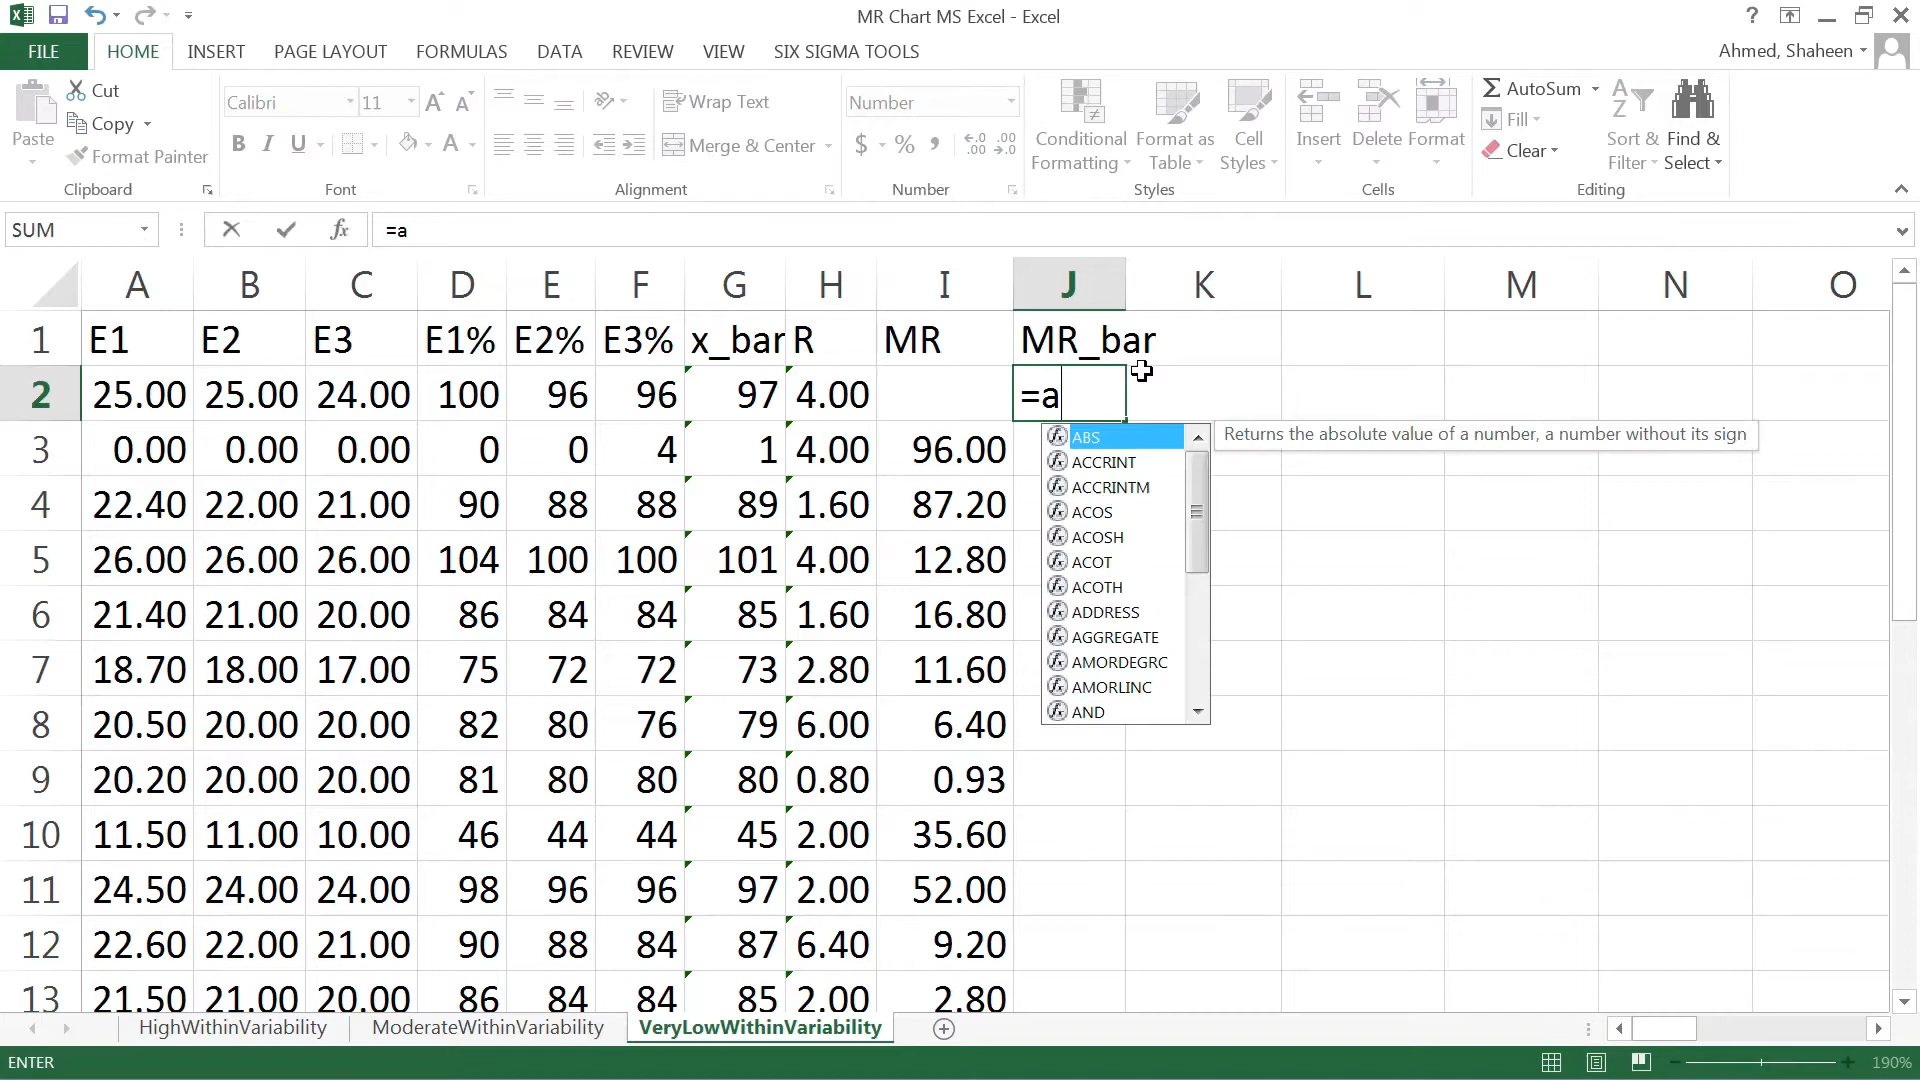 MR Chart MS Excel - Excel
?
FILE HOME INSERT PAGE LAYOUT FORMULAS DATA REVIEW VIEW SIX SIGMA TOOLS Ahmed, Shaheen
Paste
Cut
Copy
Format Painter
Clipboard
Calibri 11
B I U
Font
Wrap Text
Merge & Center
Alignment
Number
$ % ,
Number
Conditional Formatting
Format as Table
Cell Styles
Styles
Insert Delete Format
Cells
AutoSum
Fill
Clear
Sort & Filter
Find & Select
Editing
SUM fx =a
A B C D E F G H I J K L M N O
1 E1 E2 E3 E1% E2% E3% x_bar R MR MR_bar
2 25.00 25.00 24.00 100 96 96 97 4.00 =a
3 0.00 0.00 0.00 0 0 4 1 4.00 96.00
4 22.40 22.00 21.00 90 88 88 89 1.60 87.20
5 26.00 26.00 26.00 104 100 100 101 4.00 12.80
6 21.40 21.00 20.00 86 84 84 85 1.60 16.80
7 18.70 18.00 17.00 75 72 72 73 2.80 11.60
8 20.50 20.00 20.00 82 80 76 79 6.00 6.40
9 20.20 20.00 20.00 81 80 80 80 0.80 0.93
10 11.50 11.00 10.00 46 44 44 45 2.00 35.60
11 24.50 24.00 24.00 98 96 96 97 2.00 52.00
12 22.60 22.00 21.00 90 88 84 87 6.40 9.20
13 21.50 21.00 20.00 86 84 84 85 2.00 2.80
ABS
ACCRINT
ACCRINTM
ACOS
ACOSH
ACOT
ACOTH
ADDRESS
AGGREGATE
AMORDEGRC
AMORLINC
AND
Returns the absolute value of a number, a number without its sign
HighWithinVariability ModerateWithinVariability VeryLowWithinVariability
ENTER 190%